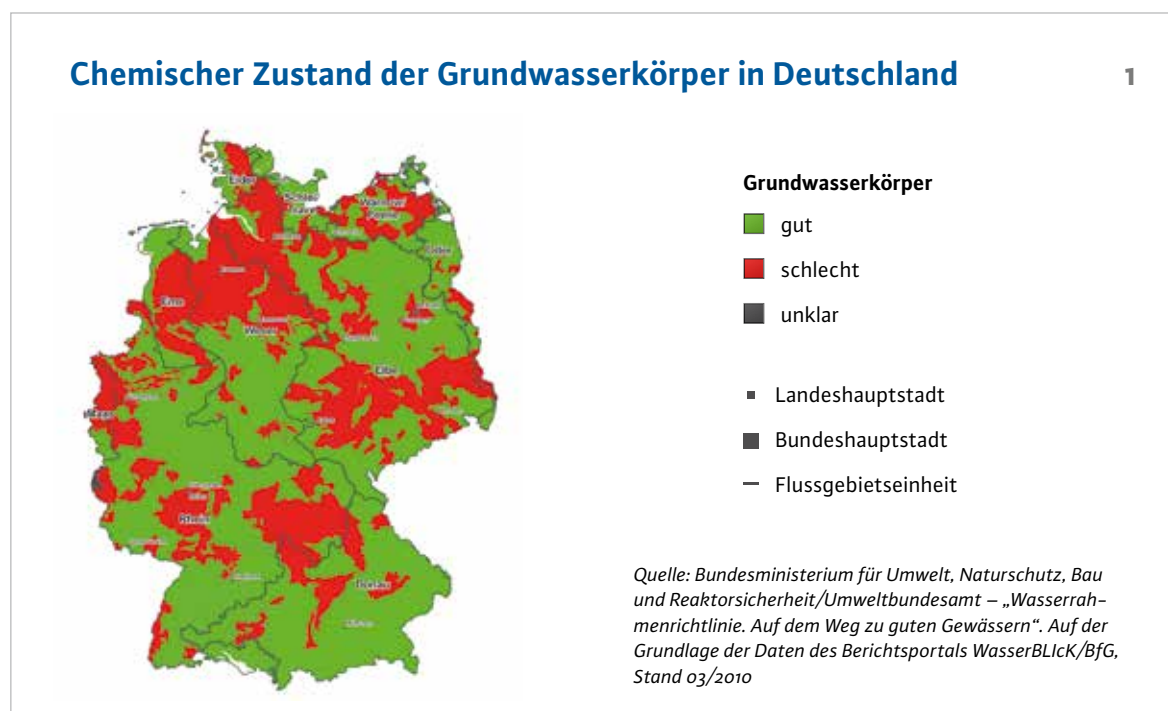 Chemischer Zustand der Grundwasserkörper in Deutschland
1
Eider
Schlei/
Trave
Warnow/
Peene
Oder
Ems
Weser
Elbe
Maas
Rhein
Donau
Grundwasserkörper
gut
schlecht
unklar
Landeshauptstadt
Bundeshauptstadt
Flussgebietseinheit
Quelle: Bundesministerium für Umwelt, Naturschutz, Bau
und Reaktorsicherheit/Umweltbundesamt – „Wasserrah-
menrichtlinie. Auf dem Weg zu guten Gewässern“. Auf der
Grundlage der Daten des Berichtsportals WasserBLIcK/BfG,
Stand 03/2010